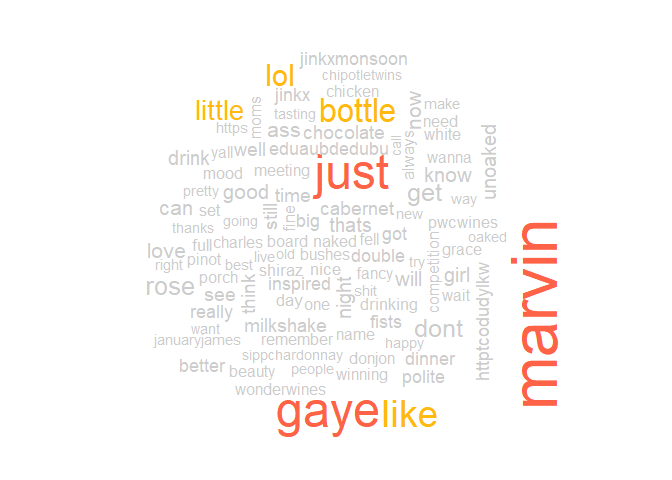 jinkxmonsoon
lol chipotletwins
jinkx chicken
little moms tasting bottle now make
https ass chocolate call always need
drink yall well eduaubdedubu white unoaked
mood meeting just wanna
pretty good time get know
can set still fine big cabernet new way
thanks going thats pwcwines
love full charles board naked fell got oaked
right pinot best live old bushes double try competition grace marvin
rose porch shiraz nice fancy will girl
see think inspired night shit wait httptcodudylkw
really day one drinking
want milkshake name fists dont
januaryjames remember happy
sippchardonnay donjon dinner
better beauty people winning polite
wonderwines
gaye like